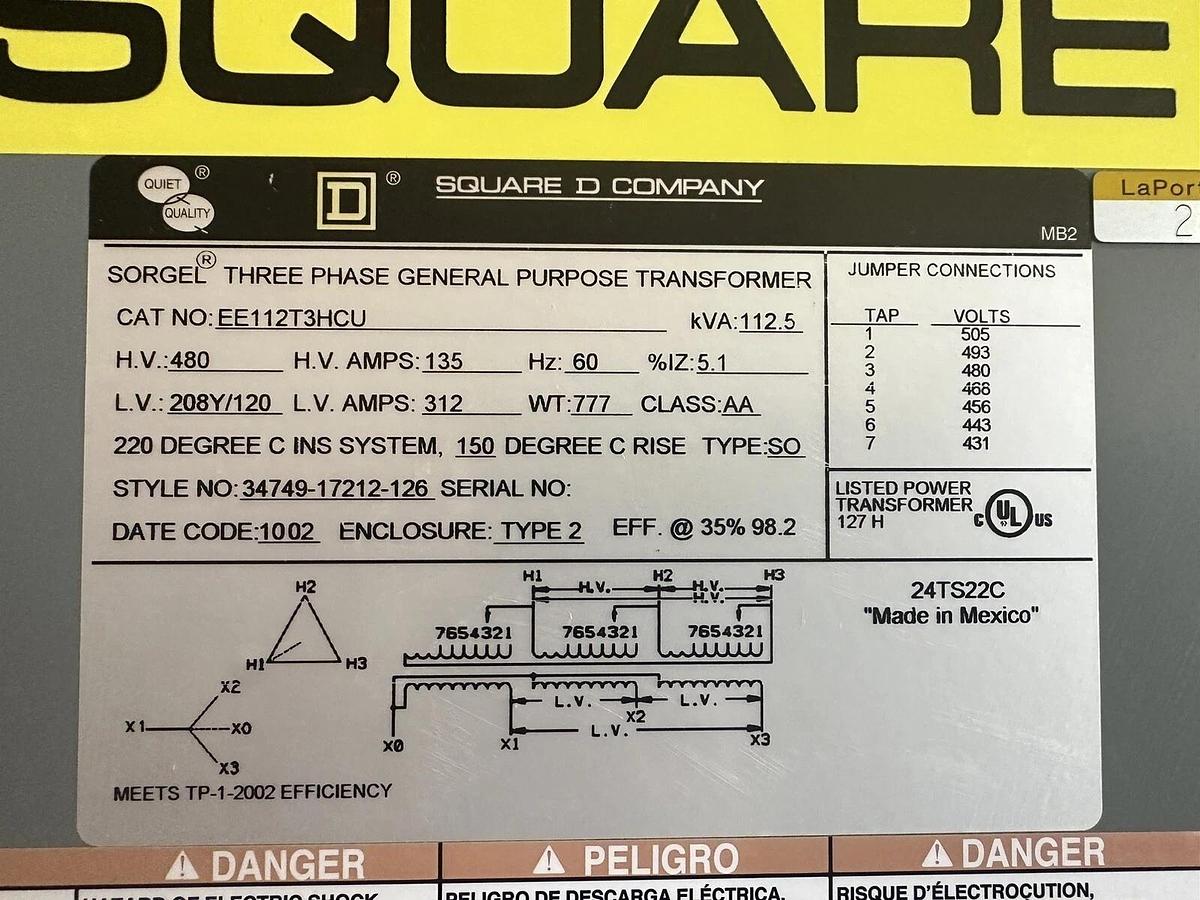 SQUARE
QUIET ®
QUALITY
D ®
SQUARE D COMPANY
MB2
2
SORGEL® THREE PHASE GENERAL PURPOSE TRANSFORMER
CAT NO: EE112T3HCU kVA: 112.5
H.V.: 480 H.V. AMPS: 135 Hz: 60 %IZ: 5.1
L.V.: 208Y/120 L.V. AMPS: 312 WT: 777 CLASS: AA
220 DEGREE C INS SYSTEM, 150 DEGREE C RISE TYPE: SO
STYLE NO: 34749-17212-126 SERIAL NO:
DATE CODE: 1002 ENCLOSURE: TYPE 2 EFF. @ 35% 98.2
JUMPER CONNECTIONS
TAP VOLTS
1 505
2 493
3 480
4 468
5 456
6 443
7 431
LISTED POWER
TRANSFORMER
127 H
C UL US
24TS22C
"Made in Mexico"
H2
H1 H3
X2
X1 X0
X3
H1 H2 H3
H.V. H.V.
H.V.
7654321 7654321 7654321
L.V. L.V.
X2
L.V.
X0 X1 X3
MEETS TP-1-2002 EFFICIENCY
DANGER
PELIGRO
DANGER
HAZARD OF ELECTRIC SHOCK,
PELIGRO DE DESCARGA ELÉCTRICA,
RISQUE D'ÉLECTROCUTION,